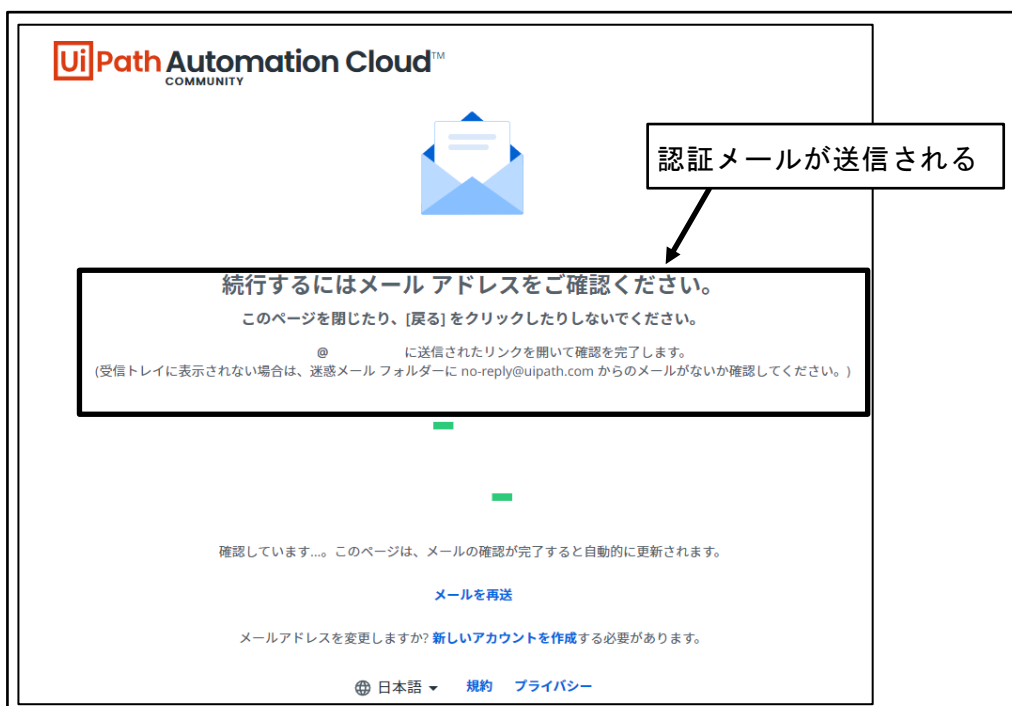 UiPath Automation Cloud™
COMMUNITY
認証メールが送信される
続行するにはメール アドレスをご確認ください。
このページを閉じたり、[戻る] をクリックしたりしないでください。
@ に送信されたリンクを開いて確認を完了します。
(受信トレイに表示されない場合は、迷惑メール フォルダーに no-reply@uipath.com からのメールがないか確認してください。)
確認しています...。このページは、メールの確認が完了すると自動的に更新されます。
メールを再送
メールアドレスを変更しますか? 新しいアカウントを作成する必要があります。
日本語 規約 プライバシー